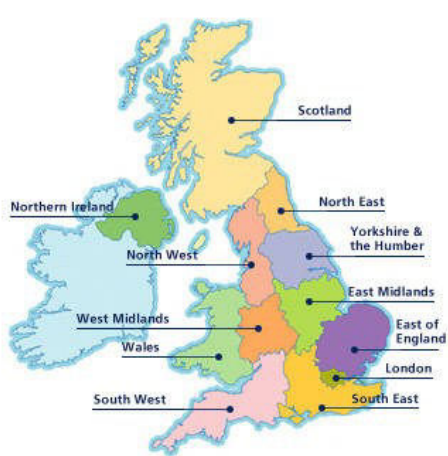 Scotland
North East
Northern Ireland
Yorkshire &
the Humber
North West
East Midlands
West Midlands
East of
England
Wales
London
South West
South East